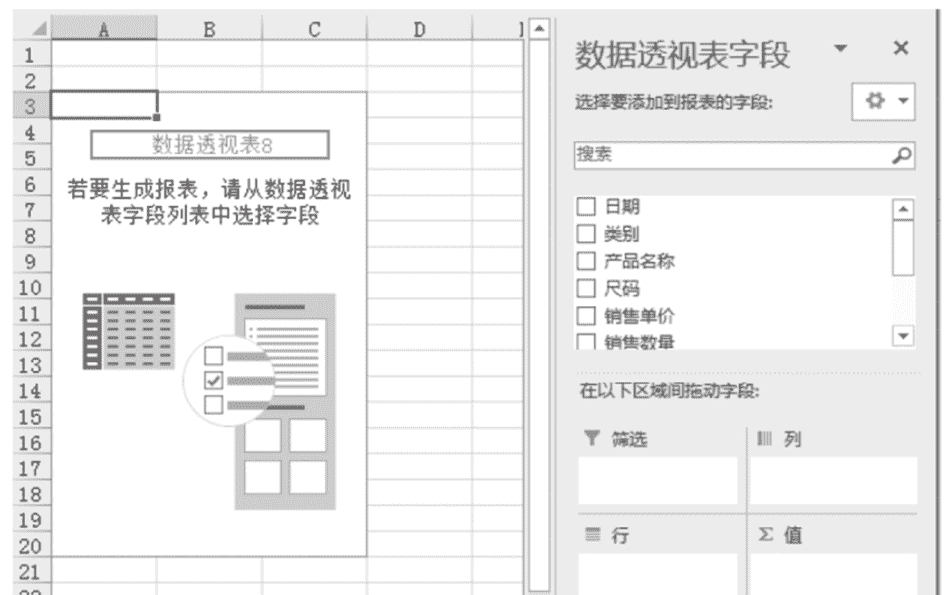 A B C D
1
2
3
4
5
6
7
8
9
10
11
12
13
14
15
16
17
18
19
20
21
数据透视表8
若要生成报表，请从数据透视
表字段列表中选择字段
数据透视表字段
选择要添加到报表的字段:
搜索
日期
类别
产品名称
尺码
销售单价
销售数量
在以下区域间拖动字段:
筛选
列
行
Σ 值